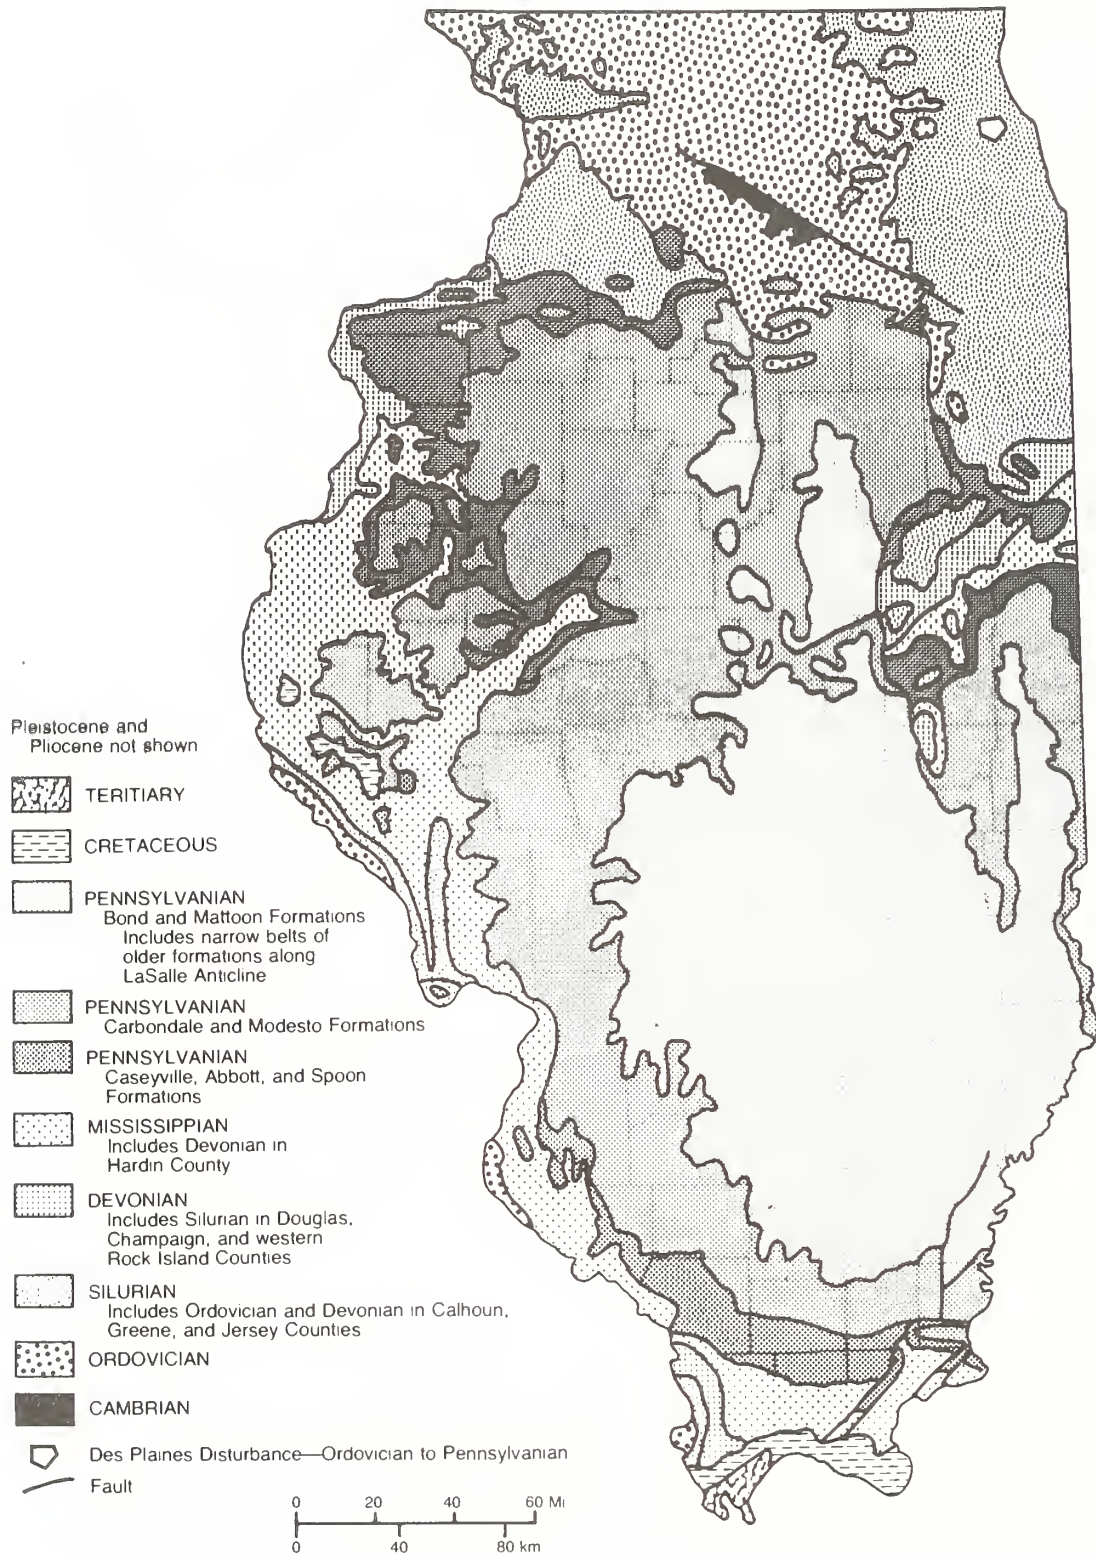 Pleistocene and
Pliocene not shown
TERITIARY
CRETACEOUS
PENNSYLVANIAN
Bond and Mattoon Formations
Includes narrow belts of
older formations along
LaSalle Anticline
PENNSYLVANIAN
Carbondale and Modesto Formations
PENNSYLVANIAN
Caseyville, Abbott, and Spoon
Formations
MISSISSIPPIAN
Includes Devonian in
Hardin County
DEVONIAN
Includes Silurian in Douglas,
Champaign, and western
Rock Island Counties
SILURIAN
Includes Ordovician and Devonian in Calhoun,
Greene, and Jersey Counties
ORDOVICIAN
CAMBRIAN
Des Plaines Disturbance—Ordovician to Pennsylvanian
Fault
0 20 40 60 Mi
0 40 80 km